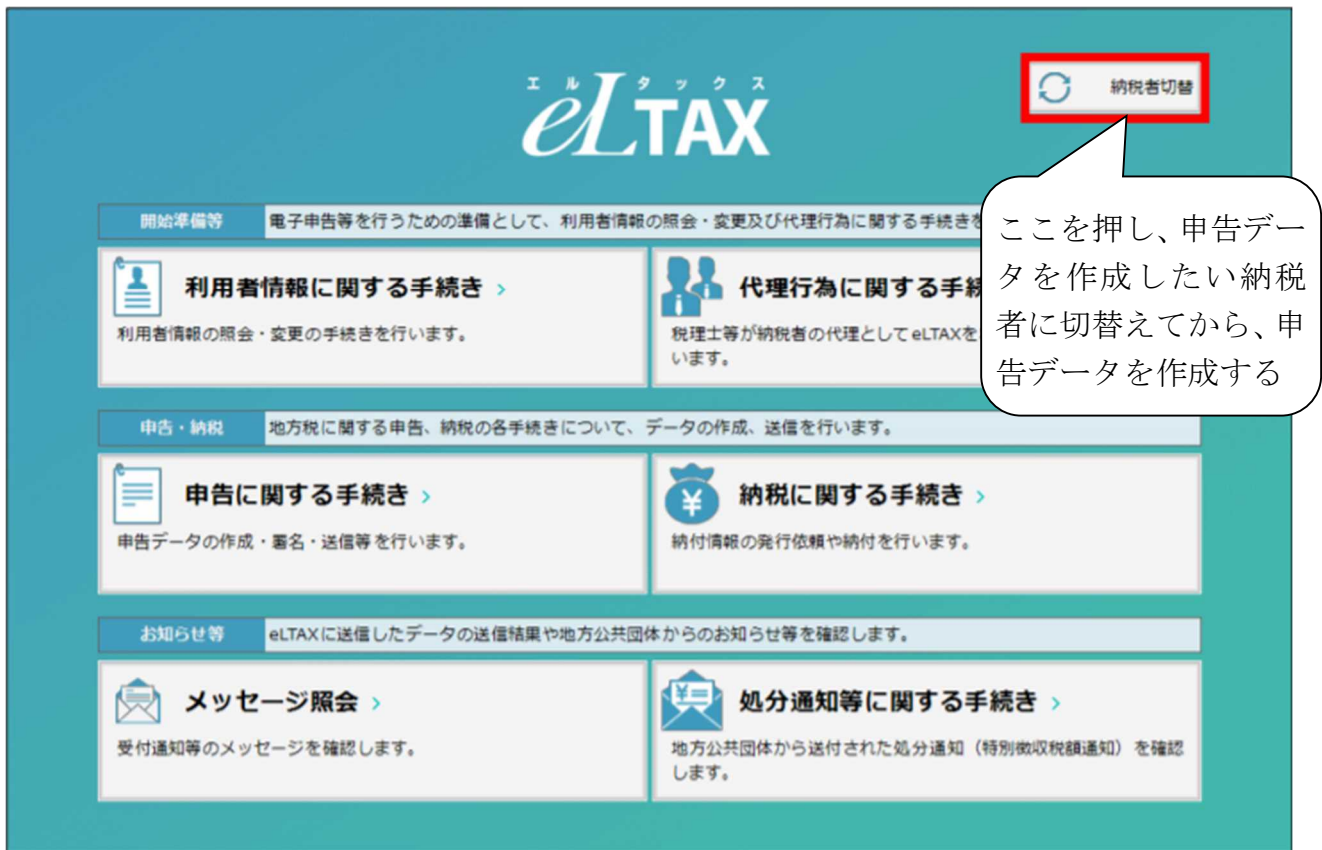 エルタックス
eLTAX
納税者切替
ここを押し、申告デー
タを作成したい納税
者に切替えてから、申
告データを作成する
開始準備等
電子申告等を行うための準備として、利用者情報の照会・変更及び代理行為に関する手続きを
利用者情報に関する手続き >
利用者情報の照会・変更の手続きを行います。
代理行為に関する手続
税理士等が納税者の代理としてeLTAXを
います。
申告・納税
地方税に関する申告、納税の各手続きについて、データの作成、送信を行います。
申告に関する手続き >
申告データの作成・署名・送信等を行います。
納税に関する手続き >
納付情報の発行依頼や納付を行います。
お知らせ等
eLTAXに送信したデータの送信結果や地方公共団体からのお知らせ等を確認します。
メッセージ照会 >
受付通知等のメッセージを確認します。
処分通知等に関する手続き >
地方公共団体から送付された処分通知（特別徴収税額通知）を確認
します。